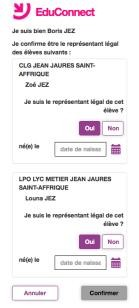 EduConnect
Je suis bien Boris JEZ
Je confirme être le représentant légal
des élèves suivants :
CLG JEAN JAURES SAINT-
AFFRIQUE
Zoé JEZ
Je suis le représentant légal de cet
élève ?
Oui Non
né(e) le date de naissa
LPO LYC METIER JEAN JAURES
SAINT-AFFRIQUE
Louna JEZ
Je suis le représentant légal de cet
élève ?
Oui Non
né(e) le date de naissa
Annuler Confirmer